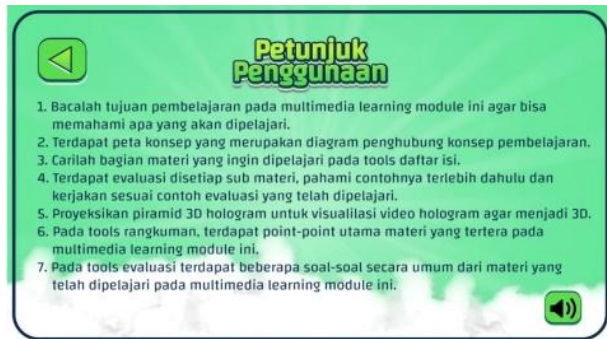 Petunjuk
Penggunaan
1. Bacalah tujuan pembelajaran pada multimedia learning module ini agar bisa
memahami apa yang akan dipelajari.
2. Terdapat peta konsep yang merupakan diagram penghubung konsep pembelajaran.
3. Carilah bagian materi yang ingin dipelajari pada tools daftar isi.
4. Terdapat evaluasi disetiap sub materi, pahami contohnya terlebih dahulu dan
kerjakan sesuai contoh evaluasi yang telah dipelajari.
5. Proyeksikan piramid 3D hologram untuk visualilasi video hologram agar menjadi 3D.
6. Pada tools rangkuman, terdapat point-point utama materi yang tertera pada
multimedia learning module ini.
7. Pada tools evaluasi terdapat beberapa soal-soal secara umum dari materi yang
telah dipelajari pada multimedia learning module ini.